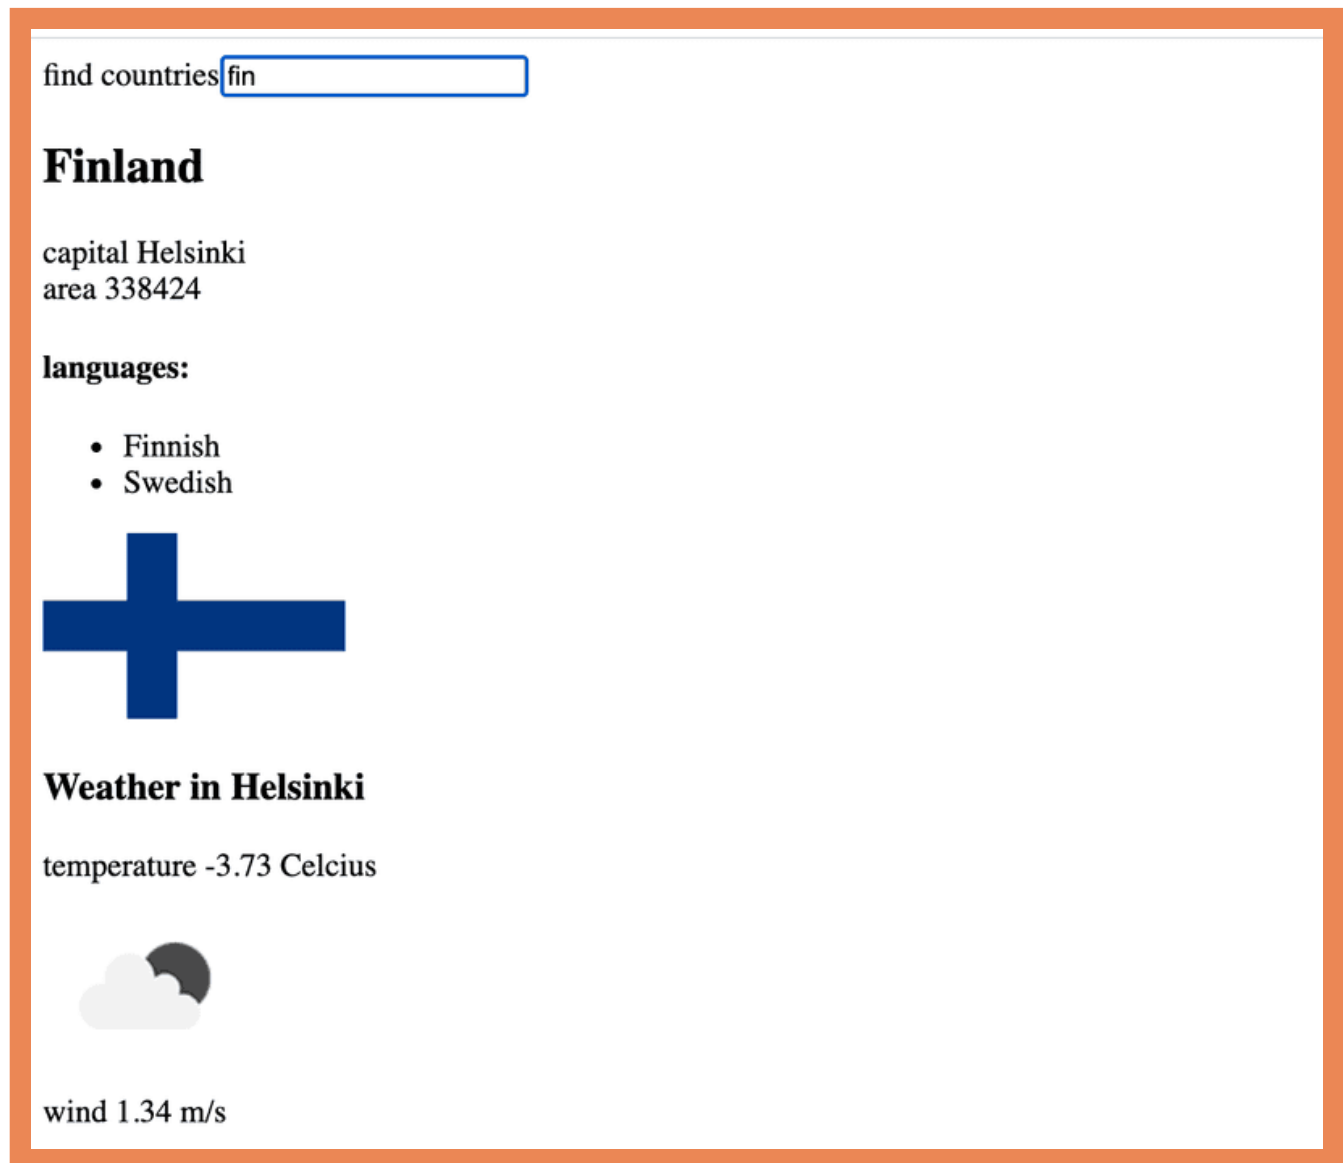 find countries fin
Finland
capital Helsinki
area 338424
languages:
• Finnish
• Swedish
Weather in Helsinki
temperature -3.73 Celcius
wind 1.34 m/s